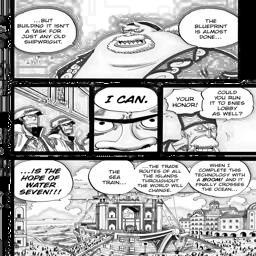 THE
BLUEPRINT
IS ALMOST
DONE...
...BUT
BUILDING IT ISN'T
A TASK FOR
JUST ANY OLD
SHIPWRIGHT.
COULD
YOU RUN
IT TO ENIES
LOBBY
AS WELL?
YOUR
HONOR!
I CAN.
WHEN I
COMPLETE THIS
TECHNOLOGY WITH
A BOOM! AND IT
FINALLY CROSSES
THE OCEAN...
...THE TRADE
ROUTES OF ALL
THE ISLANDS
THROUGHOUT
THE WORLD WILL
CHANGE.
THE
SEA
TRAIN...
...IS THE
HOPE OF
WATER
SEVEN!!!